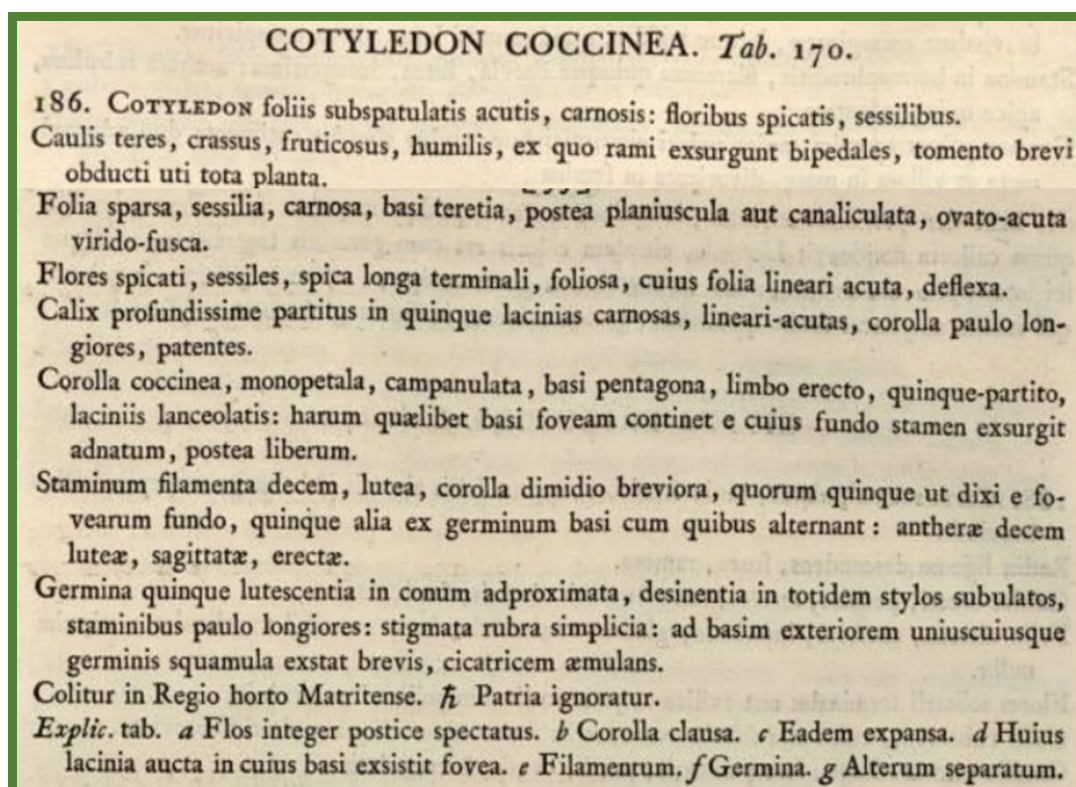 COTYLEDON COCCINEA. Tab. 170.
186. COTYLEDON foliis subspatulatis acutis, carnosis: floribus spicatis, sessilibus.
Caulis teres, crassus, fruticosus, humilis, ex quo rami exsurgunt bipedales, tomento brevi
obducti uti tota planta.
Folia sparsa, sessilia, carnosa, basi teretia, postea planiuscula aut canaliculata, ovato-acuta
virido-fusca.
Flores spicati, sessiles, spica longa terminali, foliosa, cuius folia lineari acuta, deflexa.
Calix profundissime partitus in quinque lacinias carnosas, lineari-acutas, corolla paulo lon-
giores, patentes.
Corolla coccinea, monopetala, campanulata, basi pentagona, limbo erecto, quinque-partito,
laciniis lanceolatis: harum quælibet basi foveam continet e cuius fundo stamen exsurgit
adnatum, postea liberum.
Staminum filamenta decem, lutea, corolla dimidio breviora, quorum quinque ut dixi e fo-
vearum fundo, quinque alia ex germinum basi cum quibus alternant: antheræ decem
luteæ, sagittatæ, erectæ.
Germina quinque lutescentia in conum adproximata, desinentia in totidem stylos subulatos,
staminibus paulo longiores: stigmata rubra simplicia: ad basim exteriorem uniuscuiusque
germinis squamula exstat brevis, cicatricem æmulans.
Colitur in Regio horto Matritense. ℏ Patria ignoratur.
Explic. tab. a Flos integer postice spectatus. b Corolla clausa. c Eadem expansa. d Huius
lacinia aucta in cuius basi exsistit fovea. e Filamentum. f Germina. g Alterum separatum.